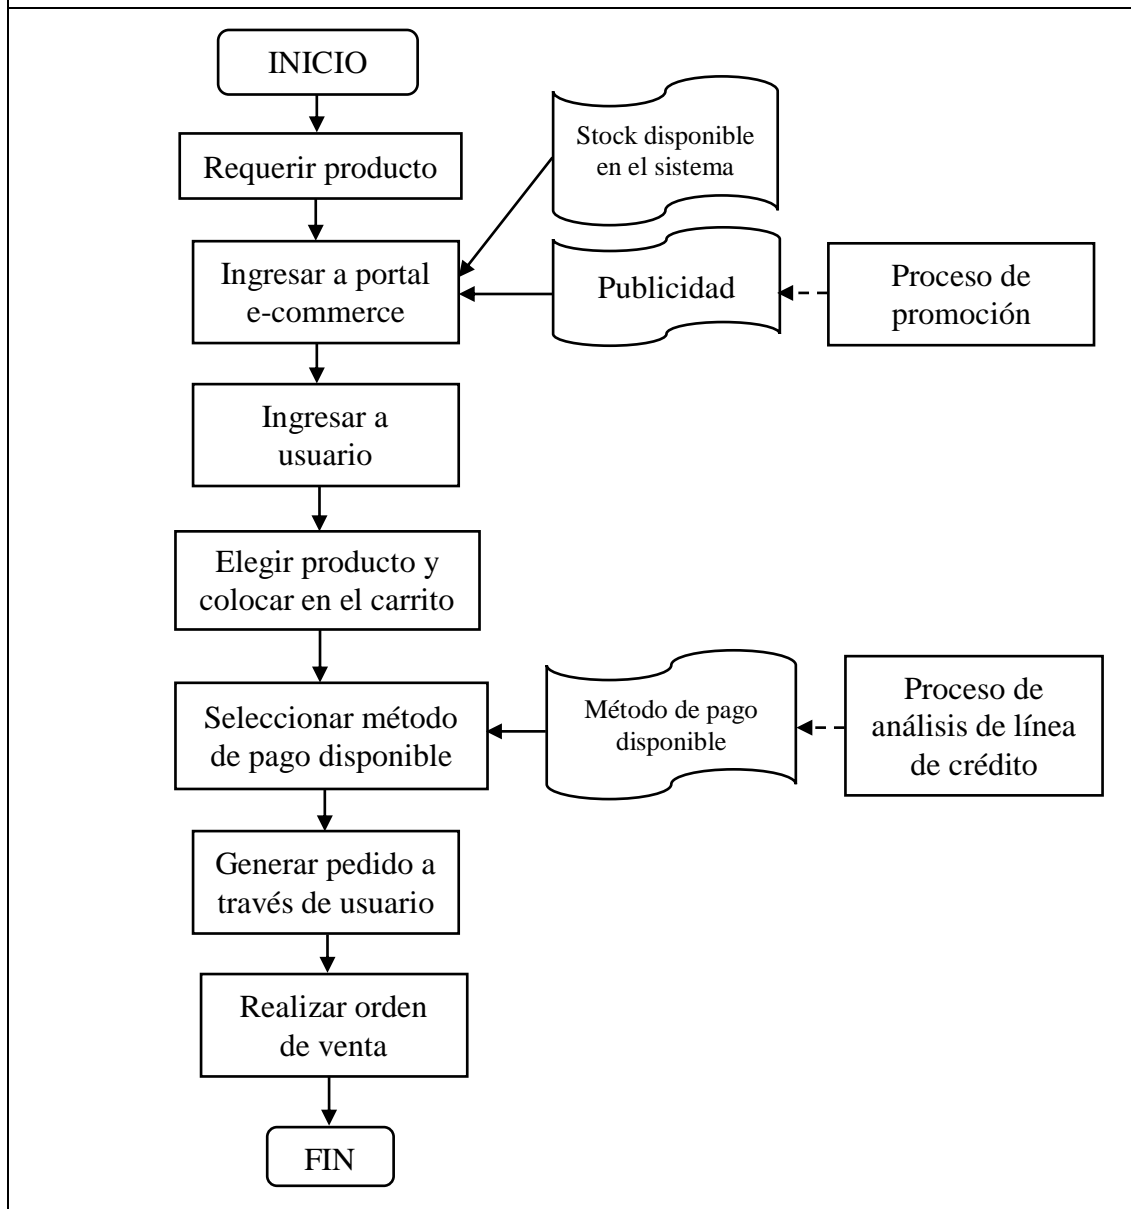 INICIO
Requerir producto
Stock disponible
en el sistema
Ingresar a portal
e-commerce
Publicidad
Proceso de
promoción
Ingresar a
usuario
Elegir producto y
colocar en el carrito
Seleccionar método
de pago disponible
Método de pago
disponible
Proceso de
análisis de línea
de crédito
Generar pedido a
través de usuario
Realizar orden
de venta
FIN